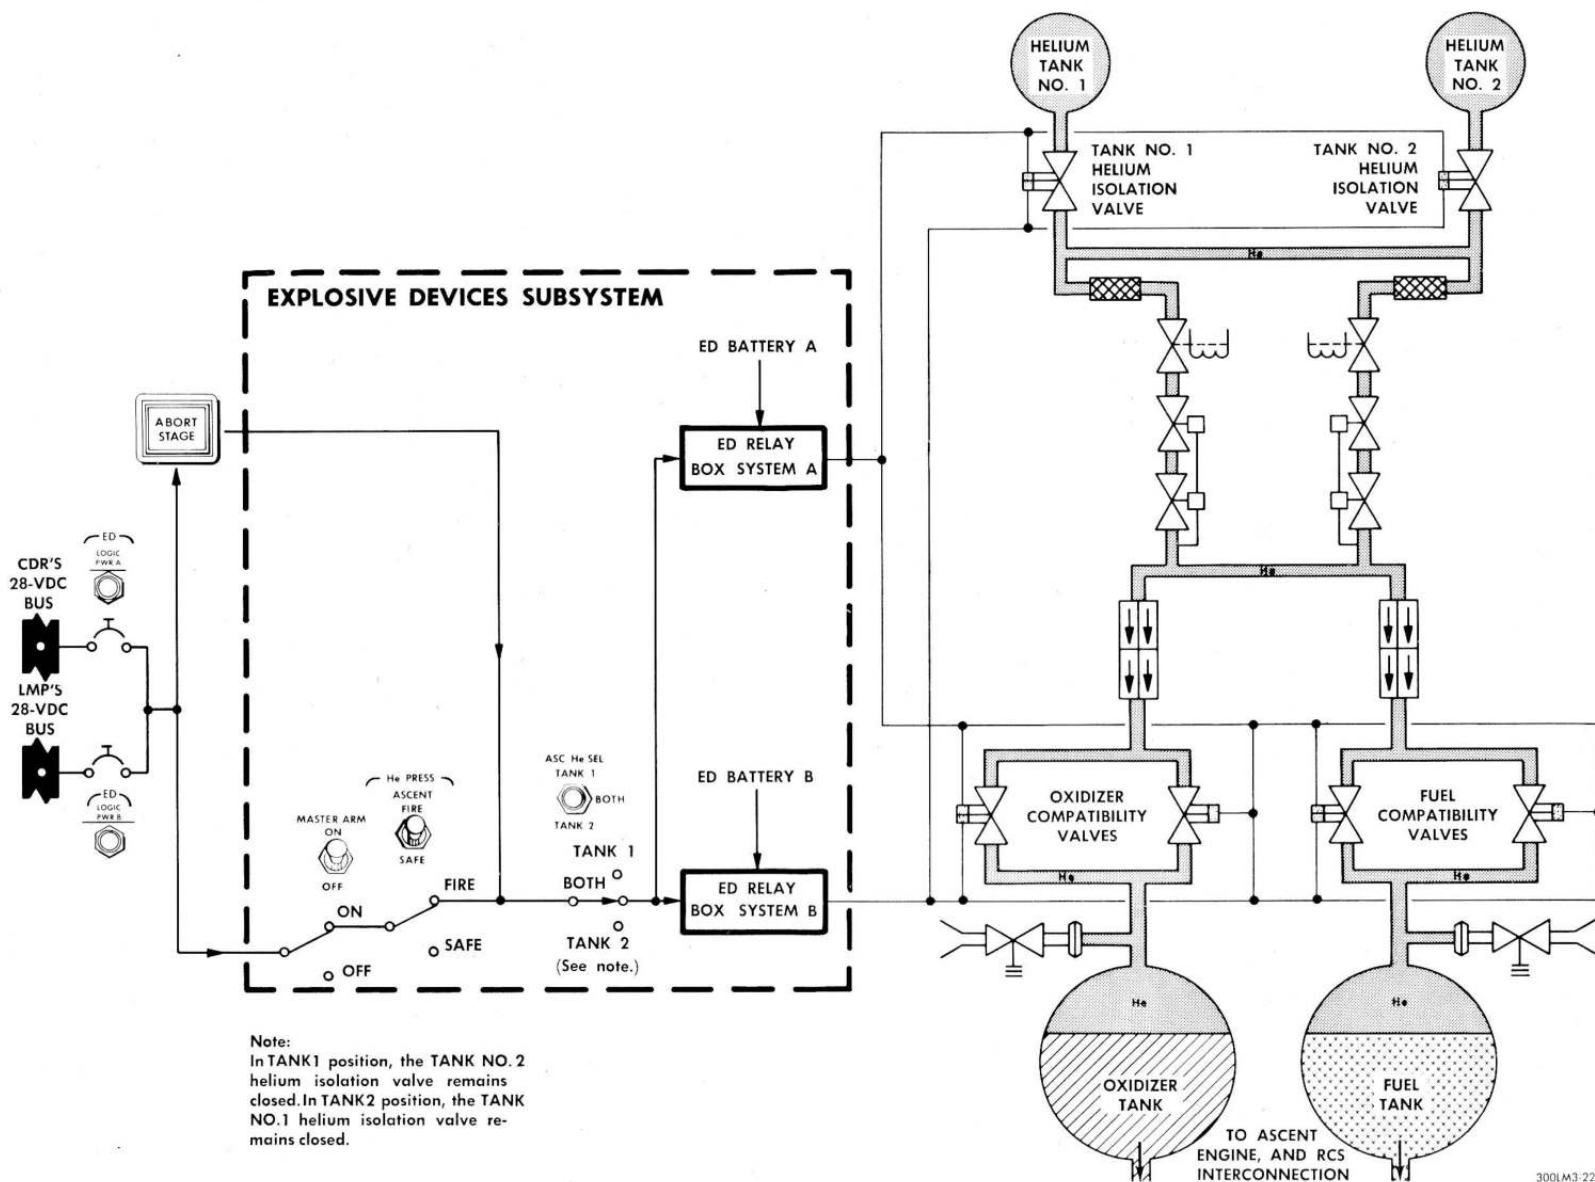 HELIUM
TANK
NO. 1
HELIUM
TANK
NO. 2
TANK NO. 1
HELIUM
ISOLATION
VALVE
TANK NO. 2
HELIUM
ISOLATION
VALVE
He
EXPLOSIVE DEVICES SUBSYSTEM
ED BATTERY A
ABORT
STAGE
ED RELAY
BOX SYSTEM A
ED
LOGIC
PWR A
CDR'S
28-VDC
BUS
He
LMP'S
28-VDC
BUS
ED
LOGIC
PWR B
He PRESS
ASCENT
FIRE
SAFE
MASTER ARM
ON
OFF
ASC He SEL
TANK 1
BOTH
TANK 2
ED BATTERY B
OXIDIZER
COMPATIBILITY
VALVES
FUEL
COMPATIBILITY
VALVES
TANK 1
BOTH
TANK 2
(See note.)
ED RELAY
BOX SYSTEM B
He
He
FIRE
ON
SAFE
OFF
He
He
OXIDIZER
TANK
FUEL
TANK
TO ASCENT
ENGINE, AND RCS
INTERCONNECTION
Note:
In TANK1 position, the TANK NO. 2
helium isolation valve remains
closed. In TANK2 position, the TANK
NO.1 helium isolation valve re-
mains closed.
300LM3-22